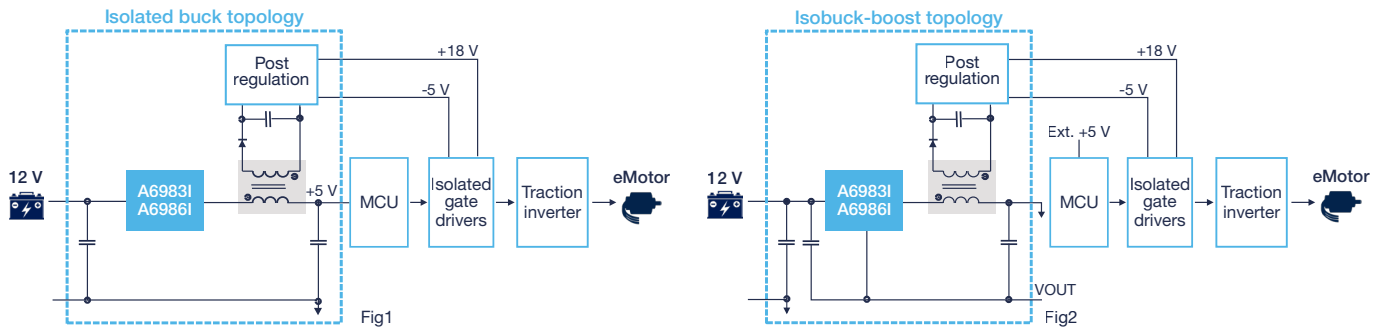 Isolated buck topology
Post
regulation
+18 V
-5 V
12 V
A6983I
A6986I
+5 V
MCU
Isolated
gate
drivers
Traction
inverter
eMotor
Fig1
Isobuck-boost topology
Post
regulation
+18 V
-5 V
Ext. +5 V
12 V
A6983I
A6986I
MCU
Isolated
gate
drivers
Traction
inverter
eMotor
VOUT
Fig2